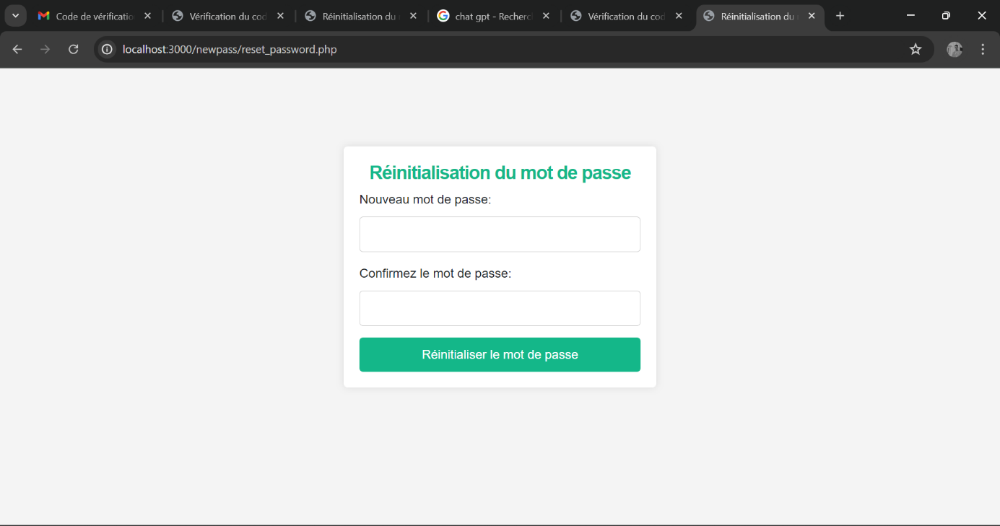 Code de vérificatio
Vérification du cod
Réinitialisation du
chat gpt - Recherc
Vérification du cod
Réinitialisation du
localhost:3000/newpass/reset_password.php
Réinitialisation du mot de passe
Nouveau mot de passe:
Confirmez le mot de passe:
Réinitialiser le mot de passe